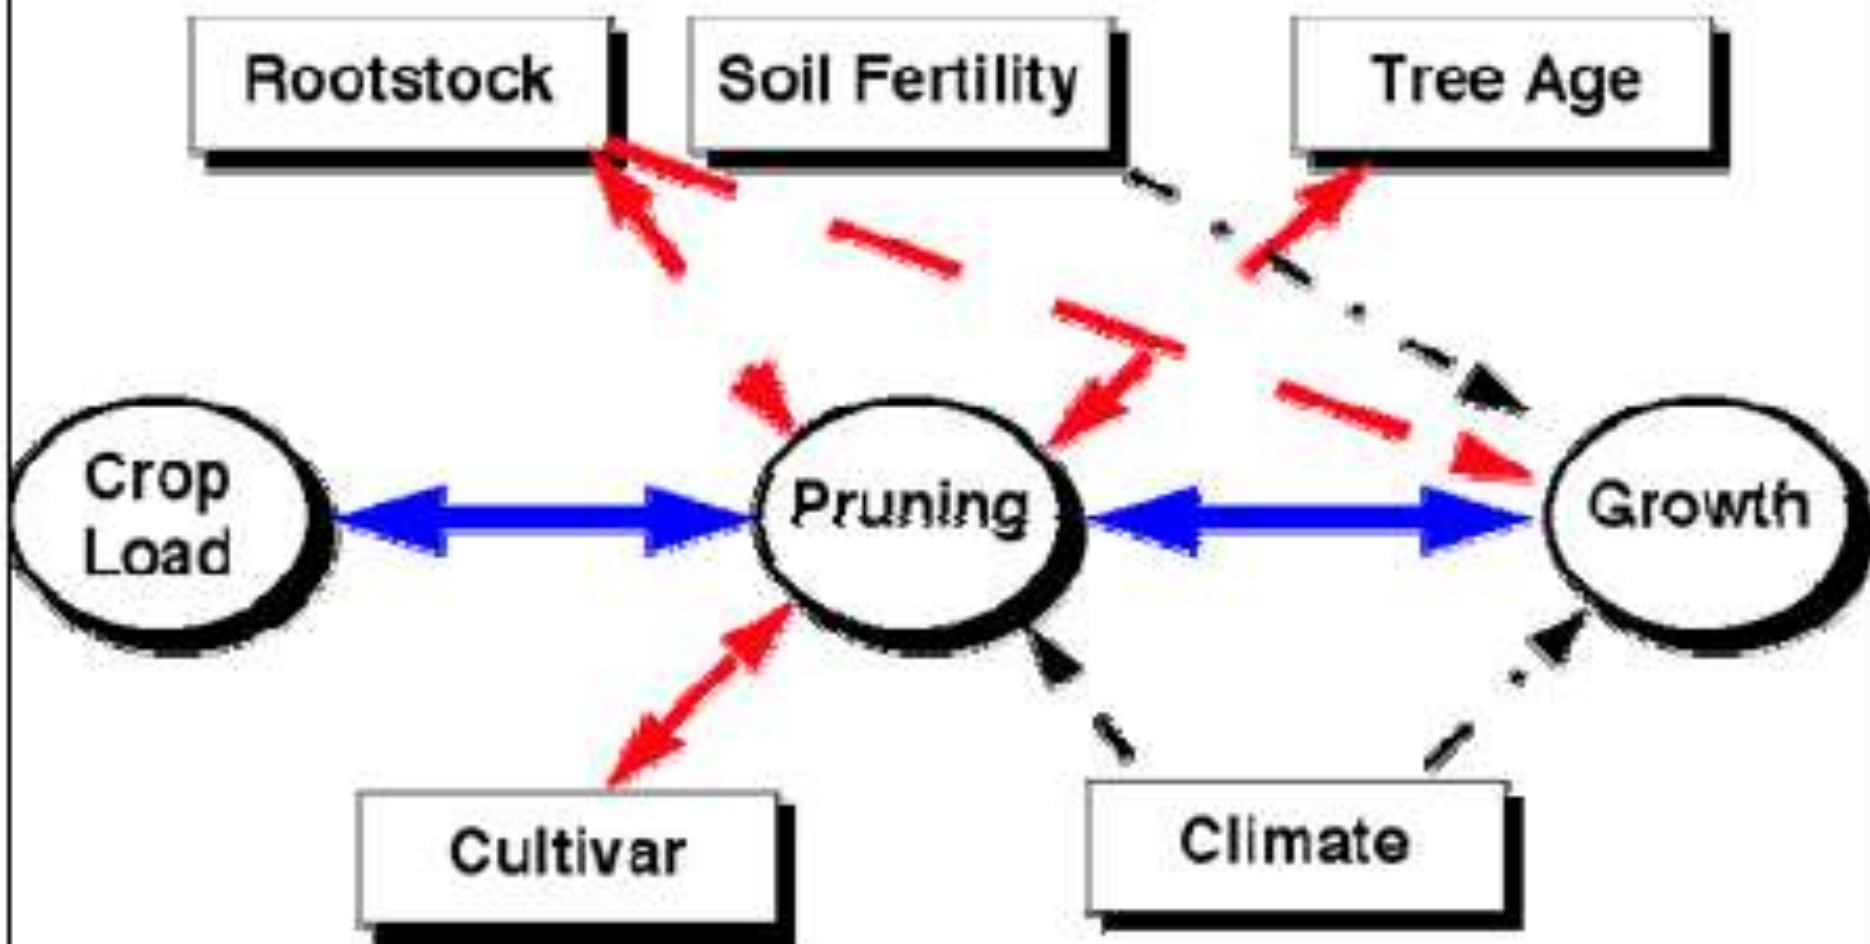 Rootstock
Soil Fertility
Tree Age
Crop
Load
Pruning
Growth
Cultivar
Climate